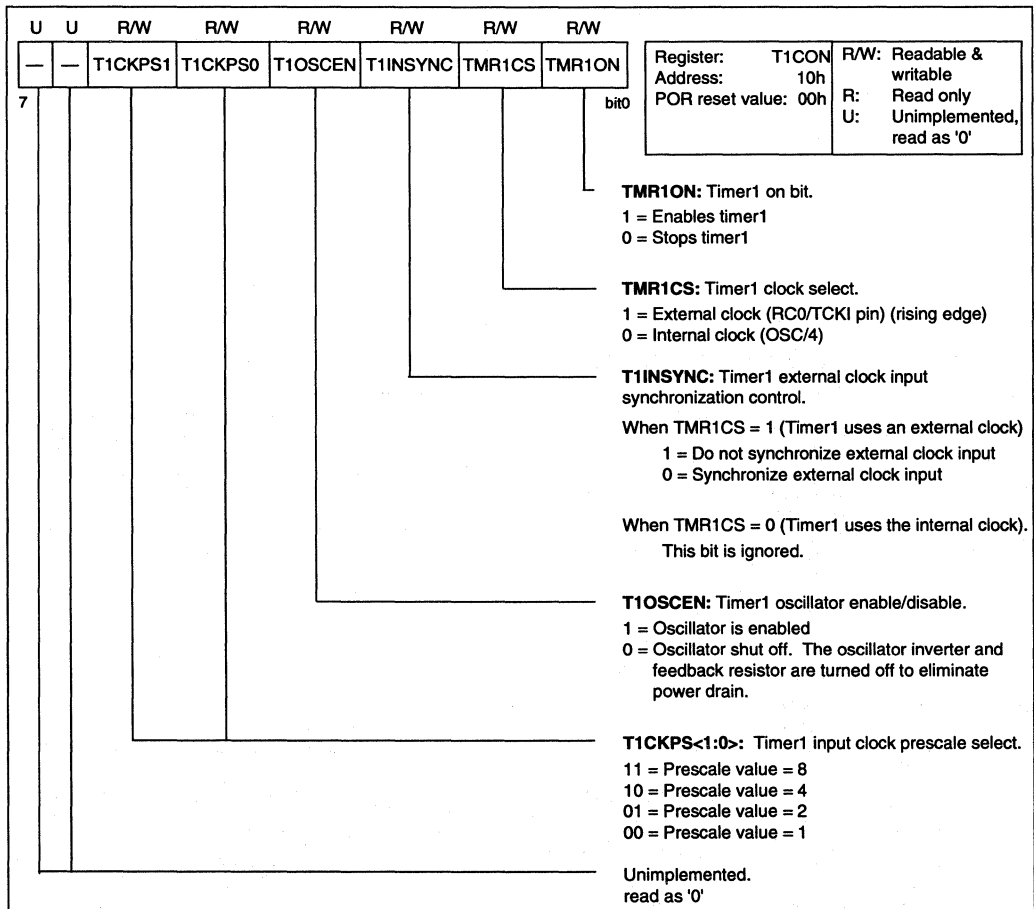 U U R/W R/W R/W R/W R/W R/W
— — T1CKPS1 T1CKPS0 T1OSCEN T1INSYNC TMR1CS TMR1ON
7 bit0
Register: T1CON
Address: 10h
POR reset value: 00h
R/W: Readable &
writable
R: Read only
U: Unimplemented,
read as '0'
TMR1ON: Timer1 on bit.
1 = Enables timer1
0 = Stops timer1
TMR1CS: Timer1 clock select.
1 = External clock (RC0/TCKI pin) (rising edge)
0 = Internal clock (OSC/4)
T1INSYNC: Timer1 external clock input
synchronization control.
When TMR1CS = 1 (Timer1 uses an external clock)
1 = Do not synchronize external clock input
0 = Synchronize external clock input
When TMR1CS = 0 (Timer1 uses the internal clock).
This bit is ignored.
T1OSCEN: Timer1 oscillator enable/disable.
1 = Oscillator is enabled
0 = Oscillator shut off. The oscillator inverter and
feedback resistor are turned off to eliminate
power drain.
T1CKPS<1:0>: Timer1 input clock prescale select.
11 = Prescale value = 8
10 = Prescale value = 4
01 = Prescale value = 2
00 = Prescale value = 1
Unimplemented.
read as '0'